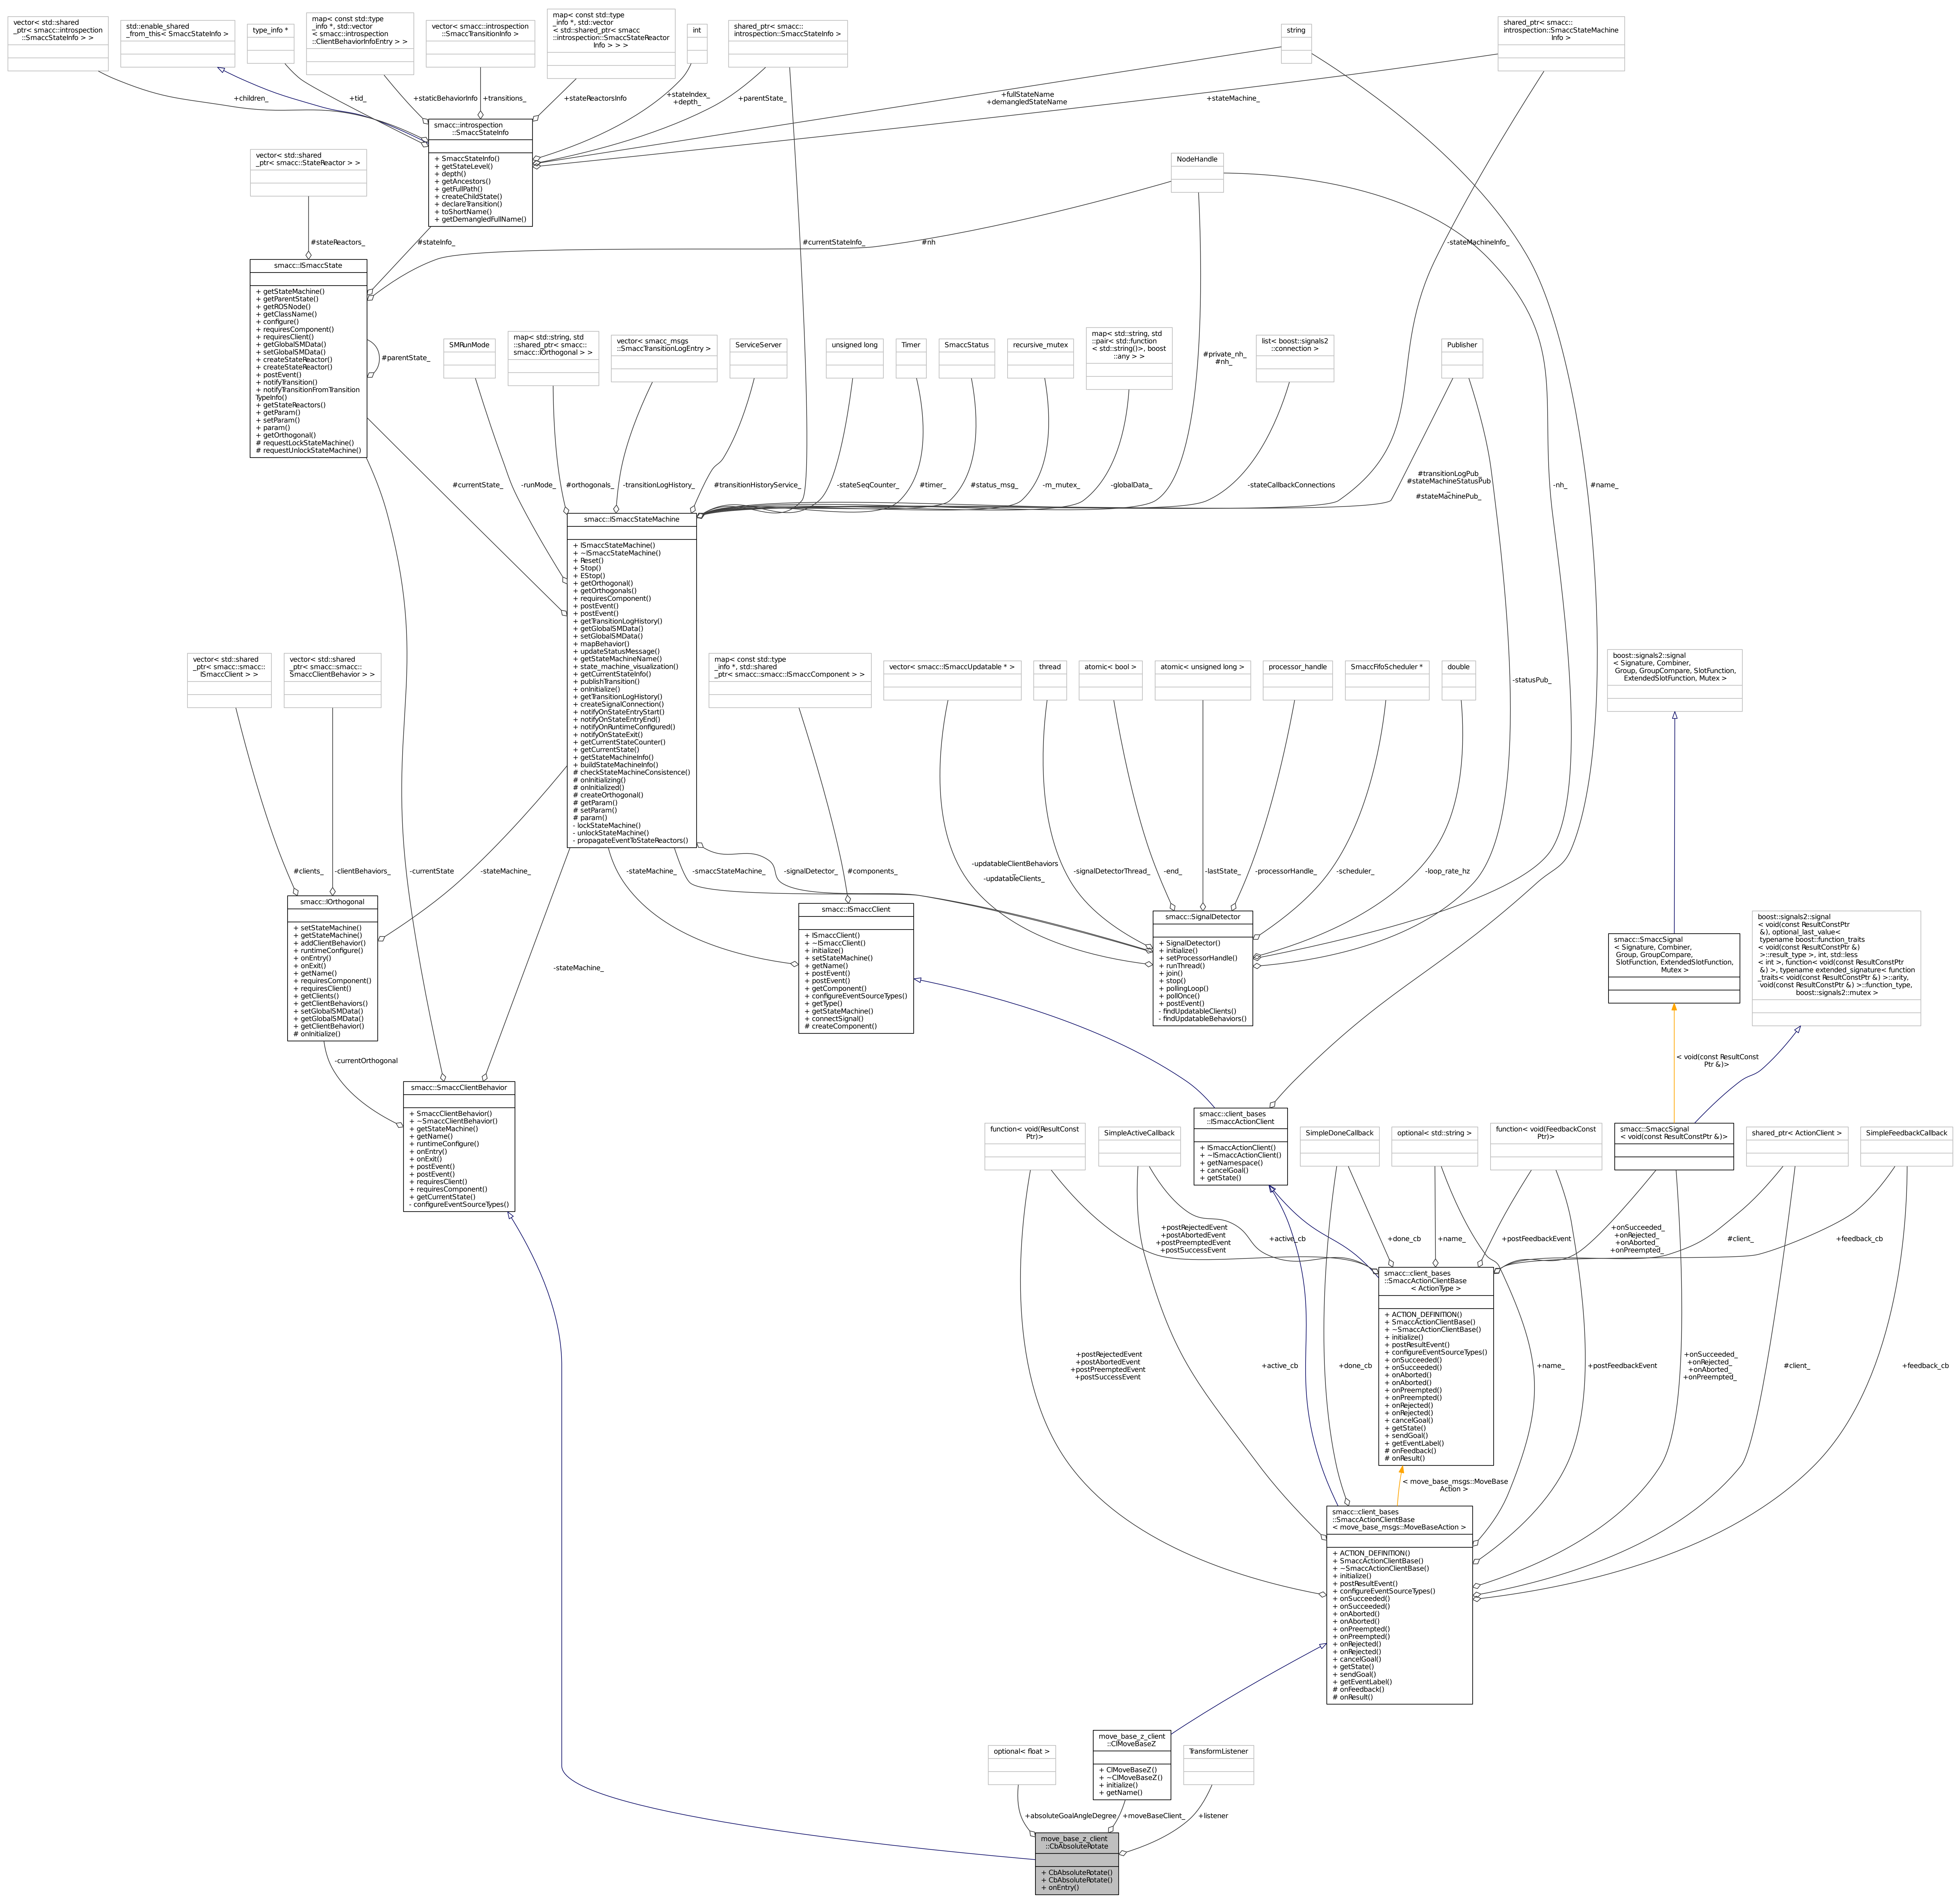 vector< std::shared
_ptr< smacc::introspection
::SmaccStateInfo > >
std::enable_shared
_from_this< SmaccStateInfo >
type_info *
map< const std::type
_info *, std::vector
< smacc::introspection
::ClientBehaviorInfoEntry > >
vector< smacc::introspection
::SmaccTransitionInfo >
map< const std::type
_info *, std::vector
< std::shared_ptr< smacc
::introspection::SmaccStateReactor
Info > > >
int
shared_ptr< smacc::
introspection::SmaccStateInfo >
string
shared_ptr< smacc::
introspection::SmaccStateMachine
Info >
+children_
+tid_
+staticBehaviorInfo
+transitions_
+stateReactorsInfo
+stateIndex_
+depth_
+parentState_
+fullStateName
+demangledStateName
+stateMachine_
smacc::introspection
::SmaccStateInfo
+ SmaccStateInfo()
+ getStateLevel()
+ depth()
+ getAncestors()
+ getFullPath()
+ createChildState()
+ declareTransition()
+ toShortName()
+ getDemangledFullName()
vector< std::shared
_ptr< smacc::StateReactor > >
NodeHandle
#stateReactors_
#stateInfo_
#currentStateInfo_
#nh
-stateMachineInfo_
smacc::ISmaccState
+ getStateMachine()
+ getParentState()
+ getROSNode()
+ getClassName()
+ configure()
+ requiresComponent()
+ requiresClient()
+ getGlobalSMData()
+ setGlobalSMData()
+ createStateReactor()
+ createStateReactor()
+ postEvent()
+ notifyTransition()
+ notifyTransitionFromTransition
TypeInfo()
+ getStateReactors()
+ getParam()
+ setParam()
+ param()
+ getOrthogonal()
# requestLockStateMachine()
# requestUnlockStateMachine()
#parentState_
SMRunMode
map< std::string, std
::shared_ptr< smacc::
smacc::IOrthogonal > >
vector< smacc_msgs
::SmaccTransitionLogEntry >
ServiceServer
unsigned long
Timer
SmaccStatus
recursive_mutex
map< std::string, std
::pair< std::function
< std::string()>, boost
::any > >
#private_nh_
#nh_
list< boost::signals2
::connection >
Publisher
#currentState_
-runMode_
#orthogonals_
-transitionLogHistory_
#transitionHistoryService_
-stateSeqCounter_
#timer_
#status_msg_
-m_mutex_
-globalData_
-stateCallbackConnections
#transitionLogPub_
#stateMachineStatusPub
_
#stateMachinePub_
-nh_
#name_
smacc::ISmaccStateMachine
+ ISmaccStateMachine()
+ ~ISmaccStateMachine()
+ Reset()
+ Stop()
+ EStop()
+ getOrthogonal()
+ getOrthogonals()
+ requiresComponent()
+ postEvent()
+ postEvent()
+ getTransitionLogHistory()
+ getGlobalSMData()
+ setGlobalSMData()
+ mapBehavior()
+ updateStatusMessage()
+ getStateMachineName()
+ state_machine_visualization()
+ getCurrentStateInfo()
+ publishTransition()
+ onInitialize()
+ getTransitionLogHistory()
+ createSignalConnection()
+ notifyOnStateEntryStart()
+ notifyOnStateEntryEnd()
+ notifyOnRuntimeConfigured()
+ notifyOnStateExit()
+ getCurrentStateCounter()
+ getCurrentState()
+ getStateMachineInfo()
+ buildStateMachineInfo()
# checkStateMachineConsistence()
# onInitializing()
# onInitialized()
# createOrthogonal()
# getParam()
# setParam()
# param()
- lockStateMachine()
- unlockStateMachine()
- propagateEventToStateReactors()
vector< std::shared
_ptr< smacc::smacc::
ISmaccClient > >
vector< std::shared
_ptr< smacc::smacc::
SmaccClientBehavior > >
map< const std::type
_info *, std::shared
_ptr< smacc::smacc::ISmaccComponent > >
vector< smacc::ISmaccUpdatable * >
thread
atomic< bool >
atomic< unsigned long >
processor_handle
SmaccFifoScheduler *
double
-statusPub_
boost::signals2::signal
< Signature, Combiner,
Group, GroupCompare, SlotFunction,
ExtendedSlotFunction, Mutex >
#clients_
-clientBehaviors_
-currentState
-stateMachine_
-stateMachine_
-smaccStateMachine_
-signalDetector_
#components_
-updatableClientBehaviors
_
-updatableClients_
-signalDetectorThread_
-end_
-lastState_
-processorHandle_
-scheduler_
-loop_rate_hz
smacc::IOrthogonal
+ setStateMachine()
+ getStateMachine()
+ addClientBehavior()
+ runtimeConfigure()
+ onEntry()
+ onExit()
+ getName()
+ requiresComponent()
+ requiresClient()
+ getClients()
+ getClientBehaviors()
+ setGlobalSMData()
+ getGlobalSMData()
+ getClientBehavior()
# onInitialize()
-stateMachine_
smacc::ISmaccClient
+ ISmaccClient()
+ ~ISmaccClient()
+ initialize()
+ setStateMachine()
+ getName()
+ postEvent()
+ postEvent()
+ getComponent()
+ configureEventSourceTypes()
+ getType()
+ getStateMachine()
+ connectSignal()
# createComponent()
smacc::SignalDetector
+ SignalDetector()
+ initialize()
+ setProcessorHandle()
+ runThread()
+ join()
+ stop()
+ pollingLoop()
+ pollOnce()
+ postEvent()
- findUpdatableClients()
- findUpdatableBehaviors()
smacc::SmaccSignal
< Signature, Combiner,
Group, GroupCompare,
SlotFunction, ExtendedSlotFunction,
Mutex >
boost::signals2::signal
< void(const ResultConstPtr
&), optional_last_value<
typename boost::function_traits
< void(const ResultConstPtr &)
>::result_type >, int, std::less
< int >, function< void(const ResultConstPtr
&) >, typename extended_signature< function
_traits< void(const ResultConstPtr &) >::function_type,
void(const ResultConstPtr &) >::function_type,
boost::signals2::mutex >
-currentOrthogonal
< void(const ResultConst
Ptr &)>
smacc::SmaccClientBehavior
+ SmaccClientBehavior()
+ ~SmaccClientBehavior()
+ getStateMachine()
+ getName()
+ runtimeConfigure()
+ onEntry()
+ onExit()
+ postEvent()
+ postEvent()
+ requiresClient()
+ requiresComponent()
+ getCurrentState()
- configureEventSourceTypes()
function< void(ResultConst
Ptr)>
SimpleActiveCallback
smacc::client_bases
::ISmaccActionClient
+ ISmaccActionClient()
+ ~ISmaccActionClient()
+ getNamespace()
+ cancelGoal()
+ getState()
SimpleDoneCallback
optional< std::string >
function< void(FeedbackConst
Ptr)>
smacc::SmaccSignal
< void(const ResultConstPtr &)>
shared_ptr< ActionClient >
SimpleFeedbackCallback
+postRejectedEvent
+postAbortedEvent
+postPreemptedEvent
+postSuccessEvent
+active_cb
+done_cb
+name_
+postFeedbackEvent
+onSucceeded_
+onRejected_
+onAborted_
+onPreempted_
#client_
+feedback_cb
smacc::client_bases
::SmaccActionClientBase
< ActionType >
+ ACTION_DEFINITION()
+ SmaccActionClientBase()
+ ~SmaccActionClientBase()
+ initialize()
+ postResultEvent()
+ configureEventSourceTypes()
+ onSucceeded()
+ onSucceeded()
+ onAborted()
+ onAborted()
+ onPreempted()
+ onPreempted()
+ onRejected()
+ onRejected()
+ cancelGoal()
+ getState()
+ sendGoal()
+ getEventLabel()
# onFeedback()
# onResult()
+postRejectedEvent
+postAbortedEvent
+postPreemptedEvent
+postSuccessEvent
+active_cb
+done_cb
+name_
+postFeedbackEvent
+onSucceeded_
+onRejected_
+onAborted_
+onPreempted_
#client_
+feedback_cb
< move_base_msgs::MoveBase
Action >
smacc::client_bases
::SmaccActionClientBase
< move_base_msgs::MoveBaseAction >
+ ACTION_DEFINITION()
+ SmaccActionClientBase()
+ ~SmaccActionClientBase()
+ initialize()
+ postResultEvent()
+ configureEventSourceTypes()
+ onSucceeded()
+ onSucceeded()
+ onAborted()
+ onAborted()
+ onPreempted()
+ onPreempted()
+ onRejected()
+ onRejected()
+ cancelGoal()
+ getState()
+ sendGoal()
+ getEventLabel()
# onFeedback()
# onResult()
optional< float >
move_base_z_client
::ClMoveBaseZ
+ ClMoveBaseZ()
+ ~ClMoveBaseZ()
+ initialize()
+ getName()
TransformListener
+absoluteGoalAngleDegree
+moveBaseClient_
+listener
move_base_z_client
::CbAbsoluteRotate
+ CbAbsoluteRotate()
+ CbAbsoluteRotate()
+ onEntry()